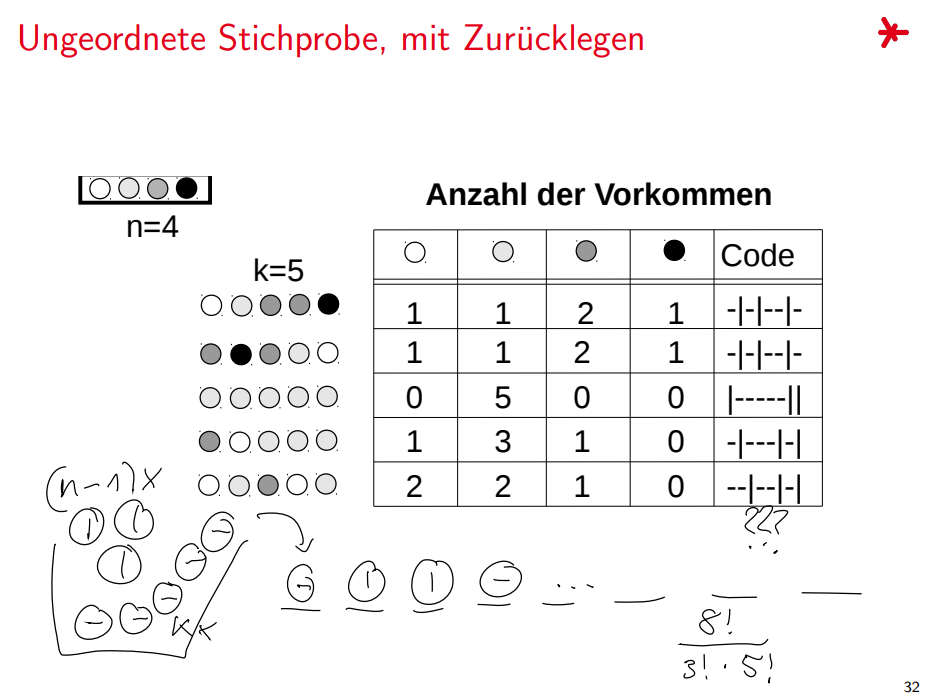 Ungeordnete Stichprobe, mit Zurücklegen
n=4
Anzahl der Vorkommen
Code
k=5
1 1 2 1 -|-|--|-
1 1 2 1 -|-|--|-
0 5 0 0 |-----||
1 3 1 0 -|---|-|
2 2 1 0 --|--|-|
(n-1)x
| |
-
???
...
| -
-
- -
- | | - ...
8!
3! · 5!
32